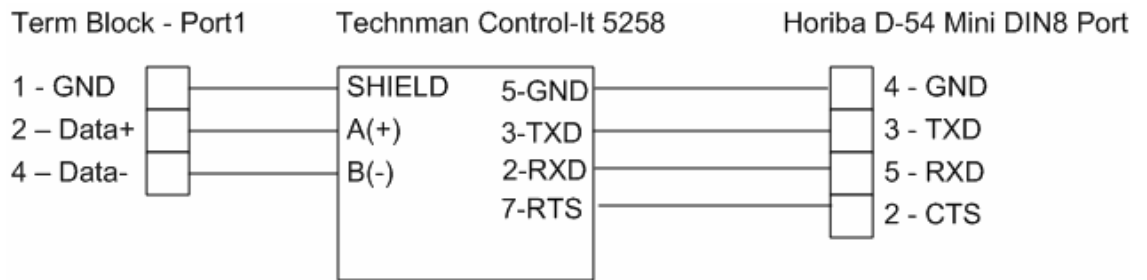 Term Block - Port1 Technman Control-It 5258 Horiba D-54 Mini DIN8 Port
1 - GND SHIELD 5-GND 4 - GND
2 – Data+ A(+) 3-TXD 3 - TXD
4 – Data- B(-) 2-RXD 5 - RXD
7-RTS 2 - CTS